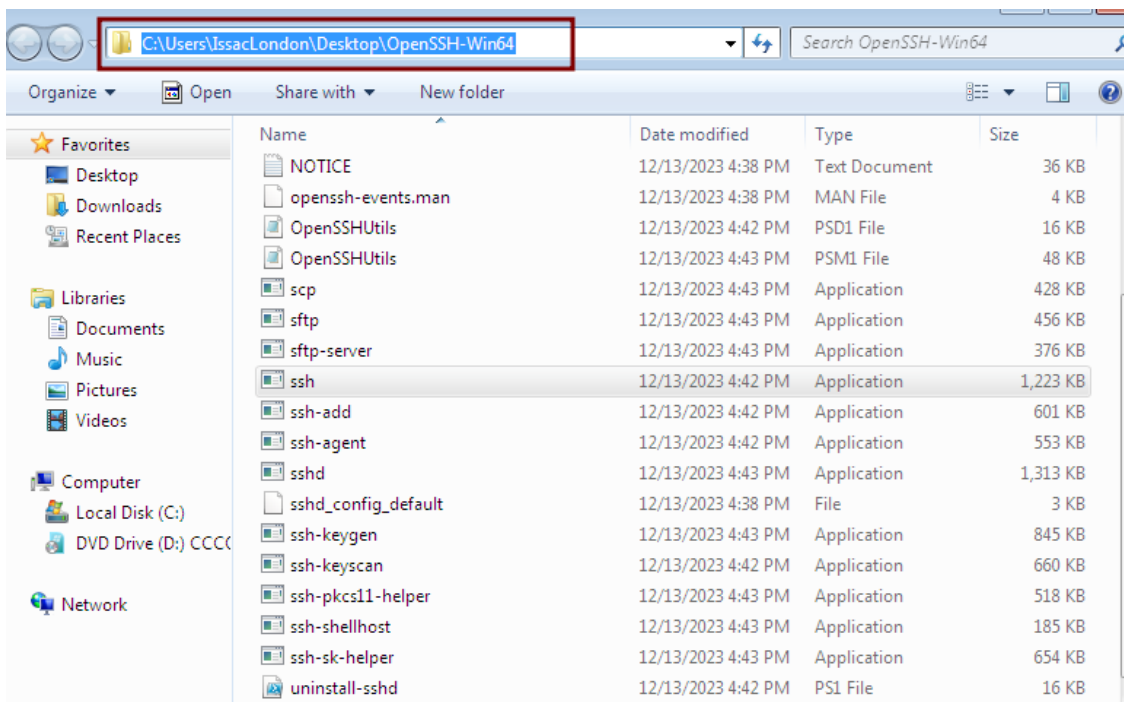 C:\Users\IssacLondon\Desktop\OpenSSH-Win64
Search OpenSSH-Win64
Organize Open Share with New folder
Favorites
Desktop
Downloads
Recent Places
Libraries
Documents
Music
Pictures
Videos
Computer
Local Disk (C:)
DVD Drive (D:) CCC
Network
Name Date modified Type Size
NOTICE 12/13/2023 4:38 PM Text Document 36 KB
openssh-events.man 12/13/2023 4:38 PM MAN File 4 KB
OpenSSHUtils 12/13/2023 4:42 PM PSD1 File 16 KB
OpenSSHUtils 12/13/2023 4:43 PM PSM1 File 48 KB
scp 12/13/2023 4:43 PM Application 428 KB
sftp 12/13/2023 4:43 PM Application 456 KB
sftp-server 12/13/2023 4:43 PM Application 376 KB
ssh 12/13/2023 4:42 PM Application 1,223 KB
ssh-add 12/13/2023 4:42 PM Application 601 KB
ssh-agent 12/13/2023 4:42 PM Application 553 KB
sshd 12/13/2023 4:43 PM Application 1,313 KB
sshd_config_default 12/13/2023 4:38 PM File 3 KB
ssh-keygen 12/13/2023 4:43 PM Application 845 KB
ssh-keyscan 12/13/2023 4:42 PM Application 660 KB
ssh-pkcs11-helper 12/13/2023 4:43 PM Application 518 KB
ssh-shellhost 12/13/2023 4:43 PM Application 185 KB
ssh-sk-helper 12/13/2023 4:43 PM Application 654 KB
uninstall-sshd 12/13/2023 4:42 PM PS1 File 16 KB